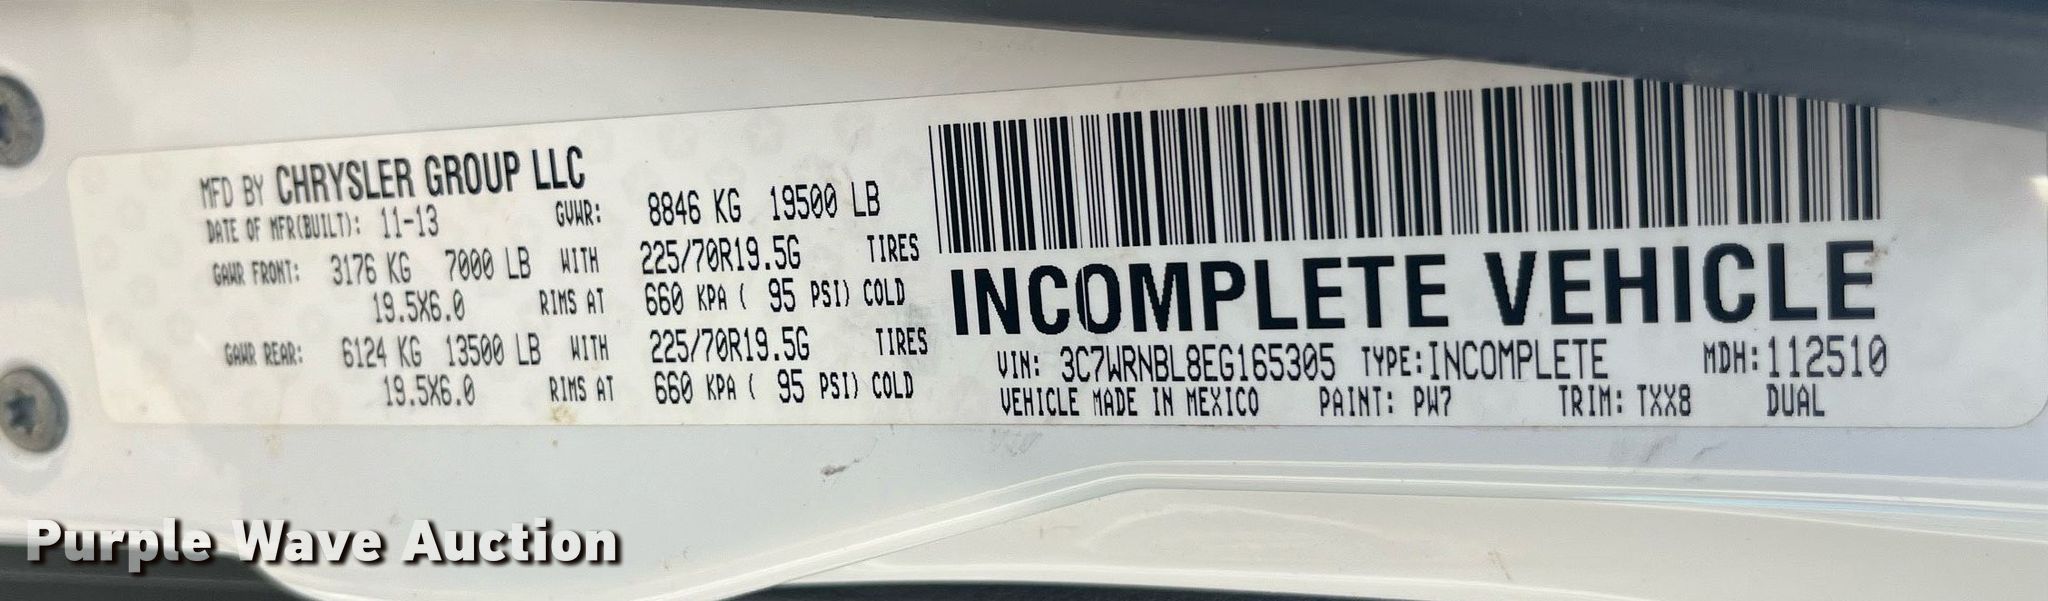 MFD BY CHRYSLER GROUP LLC
DATE OF MFR(BUILT): 11-13 GVWR: 8846 KG 19500 LB
GAWR FRONT: 3176 KG 7000 LB WITH 225/70R19.5G TIRES
19.5X6.0 RIMS AT 660 KPA ( 95 PSI) COLD
GAWR REAR: 6124 KG 13500 LB WITH 225/70R19.5G TIRES
19.5X6.0 RIMS AT 660 KPA ( 95 PSI) COLD
INCOMPLETE VEHICLE
VIN: 3C7WRNBL8EG165305 TYPE:INCOMPLETE MDH:112510
VEHICLE MADE IN MEXICO PAINT: PW7 TRIM: TXX8 DUAL
Purple Wave Auction